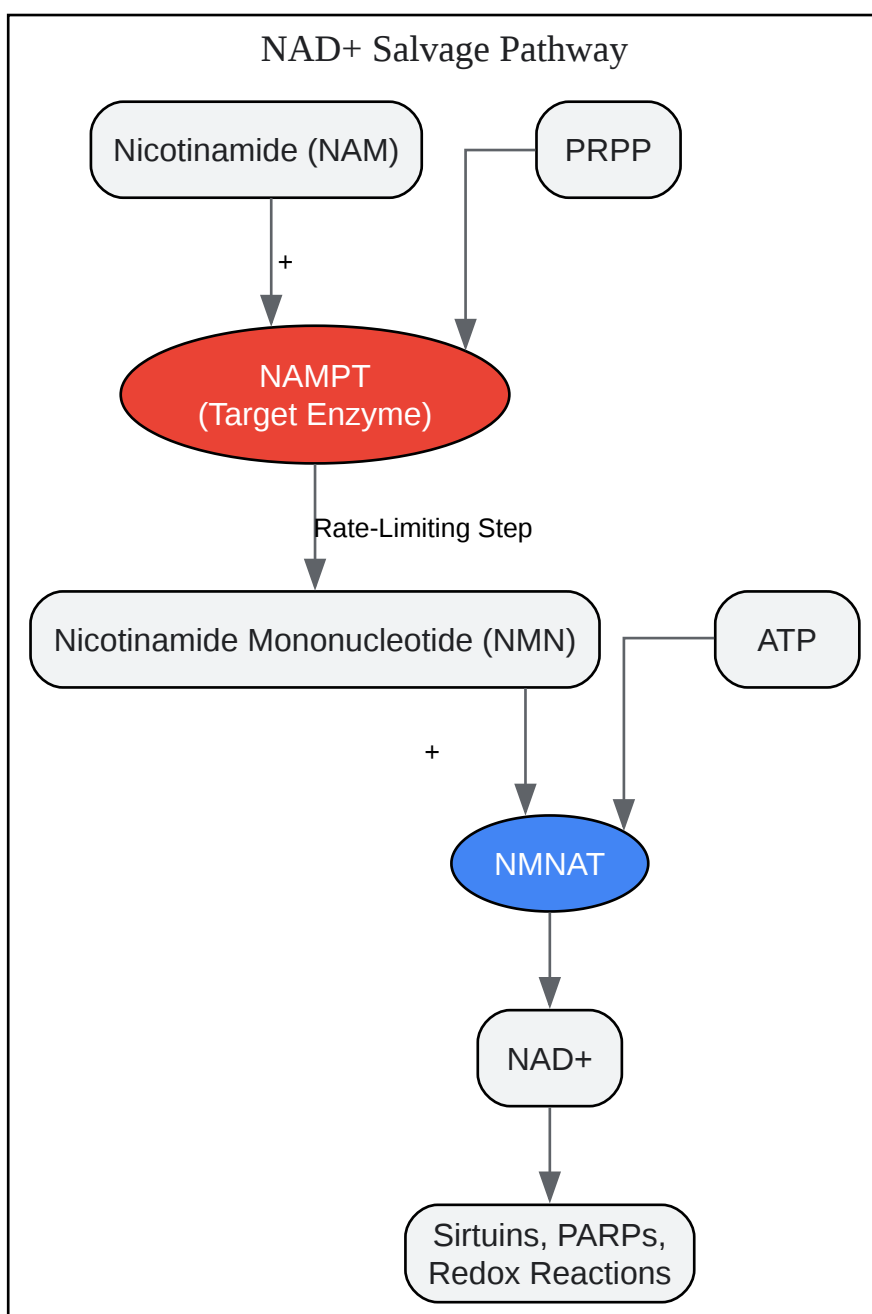 NAD+ Salvage Pathway
Nicotinamide (NAM)
PRPP
+
NAMPT
(Target Enzyme)
Rate-Limiting Step
Nicotinamide Mononucleotide (NMN)
ATP
+
NMNAT
NAD+
Sirtuins, PARPs,
Redox Reactions